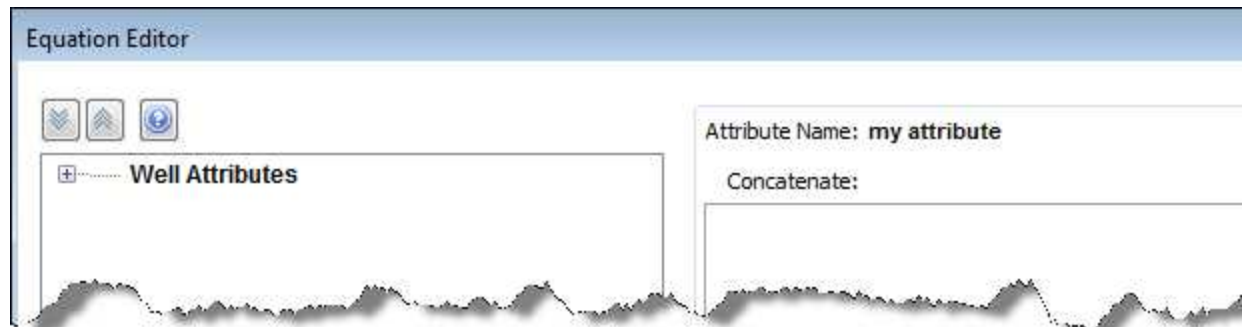 Equation Editor
Well Attributes
Attribute Name: my attribute
Concatenate: